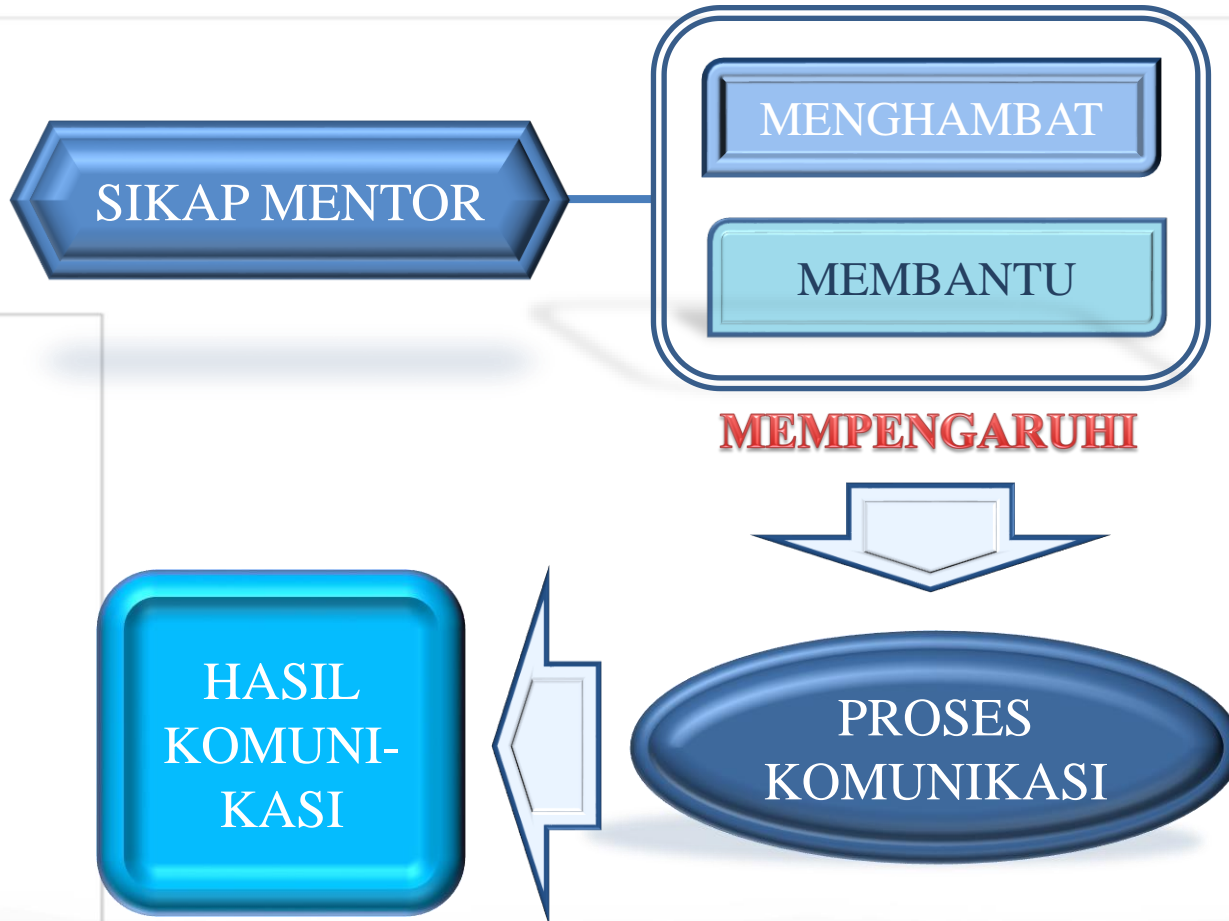 SIKAP MENTOR
MENGHAMBAT
MEMBANTU
MEMPENGARUHI
PROSES
KOMUNIKASI
HASIL
KOMUNI-
KASI